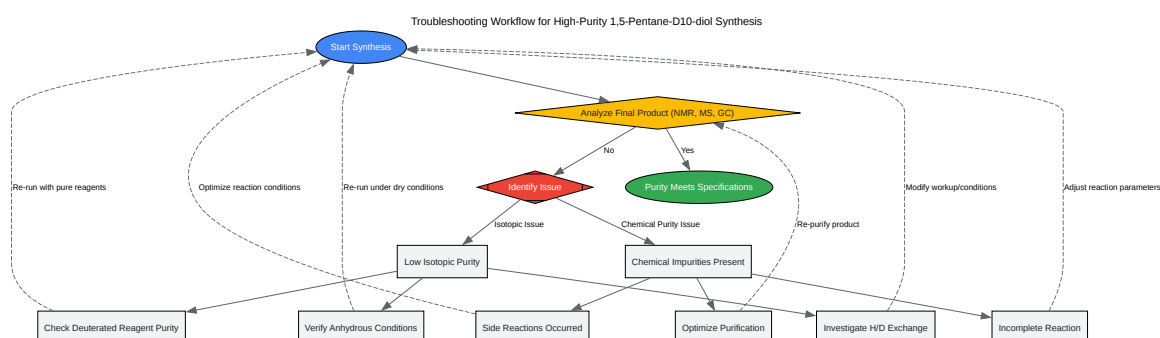 Troubleshooting Workflow for High-Purity 1,5-Pentane-D10-diol Synthesis
Start Synthesis
Analyze Final Product (NMR, MS, GC)
No
Yes
Re-run with pure reagents
Optimize reaction conditions
Re-run under dry conditions
Identify Issue
Purity Meets Specifications
Modify workup/conditions
Adjust reaction parameters
Isotopic Issue
Chemical Purity Issue
Re-purify product
Low Isotopic Purity
Chemical Impurities Present
Check Deuterated Reagent Purity
Verify Anhydrous Conditions
Side Reactions Occurred
Optimize Purification
Investigate H/D Exchange
Incomplete Reaction